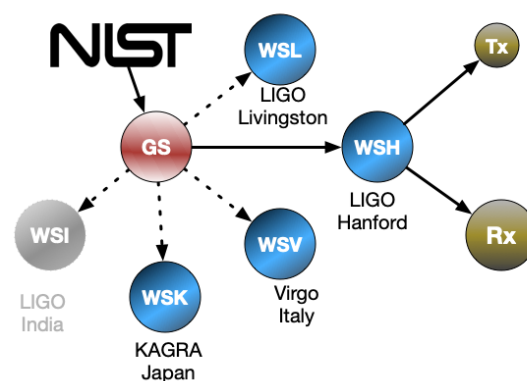 NIST
WSL
Tx
LIGO
Livingston
GS
WSH
LIGO
Hanford
WSI
WSV
Rx
LIGO
India
WSK
Virgo
Italy
KAGRA
Japan